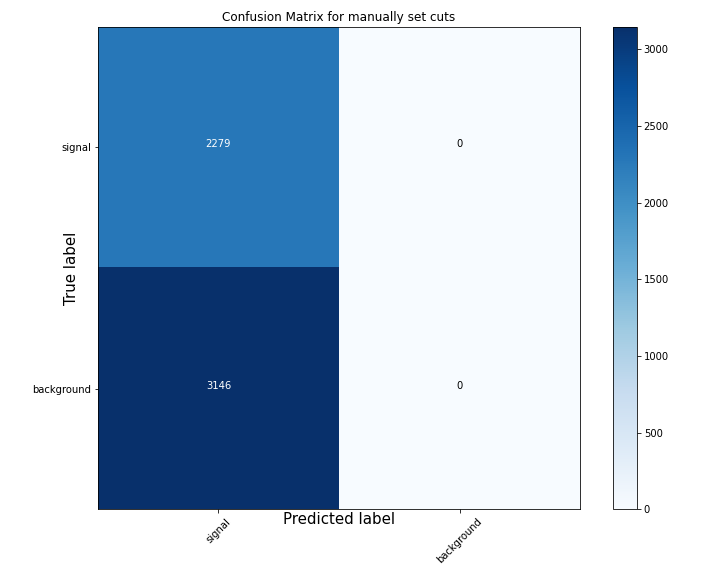 Confusion Matrix for manually set cuts
True label
signal
2279
0
background
3146
0
signal
background
Predicted label
3000
2500
2000
1500
1000
500
0